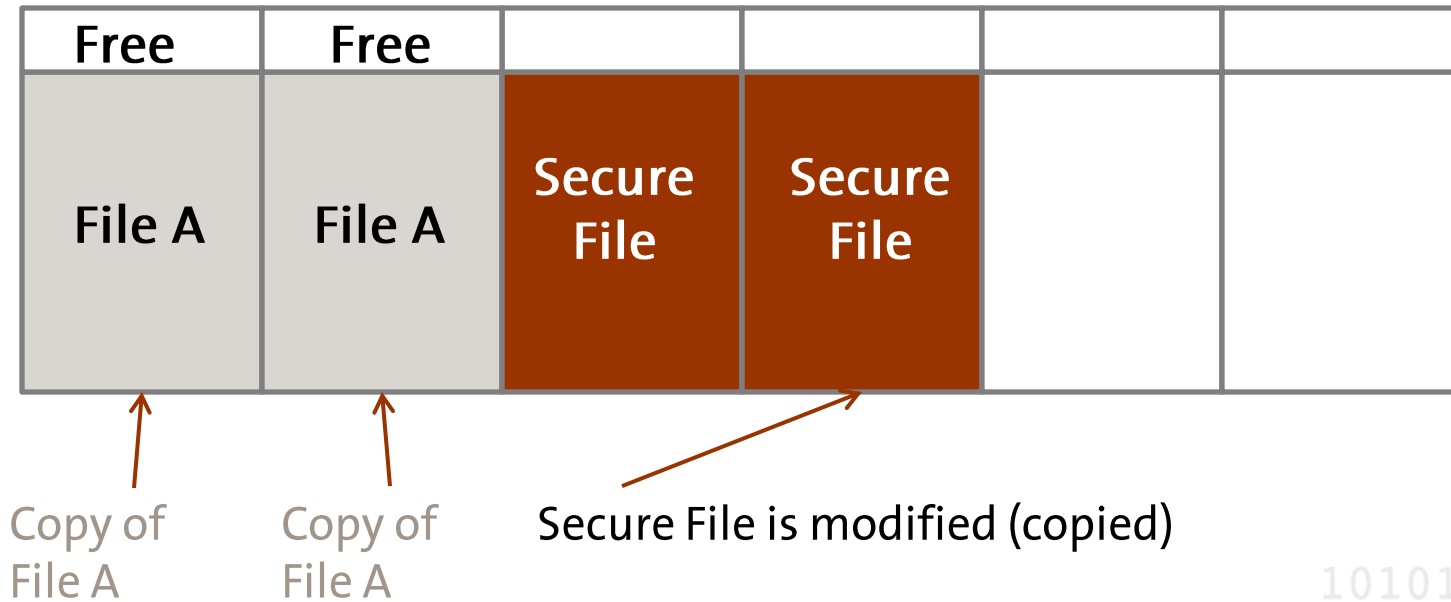 Free
Free
File A
File A
Secure
File
Secure
File
Copy of
File A
Copy of
File A
Secure File is modified (copied)
10101